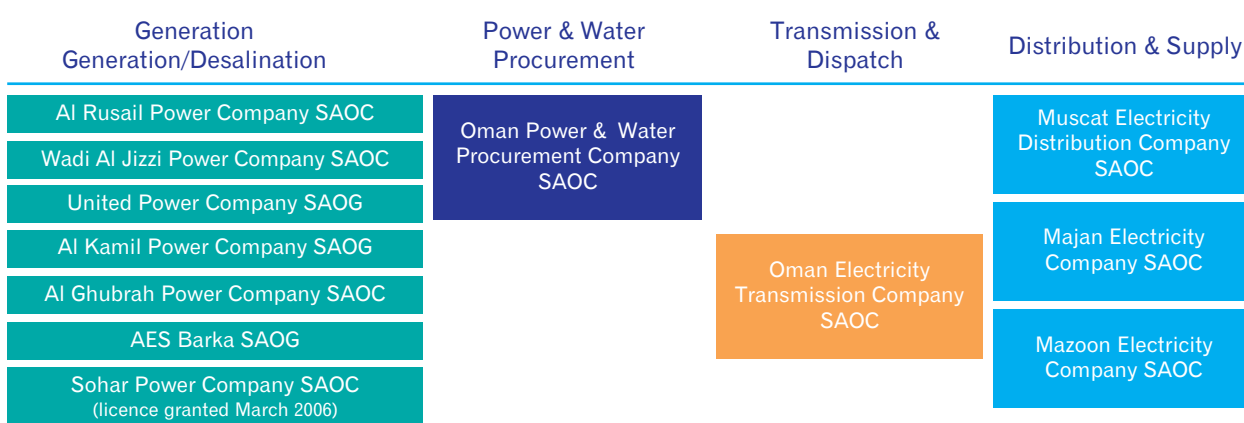 Generation
Generation/Desalination
Power & Water
Procurement
Transmission &
Dispatch
Distribution & Supply
Al Rusail Power Company SAOC
Wadi Al Jizzi Power Company SAOC
United Power Company SAOG
Al Kamil Power Company SAOG
Al Ghubrah Power Company SAOC
AES Barka SAOG
Sohar Power Company SAOC
(licence granted March 2006)
Oman Power & Water
Procurement Company
SAOC
Oman Electricity
Transmission Company
SAOC
Muscat Electricity
Distribution Company
SAOC
Majan Electricity
Company SAOC
Mazoon Electricity
Company SAOC